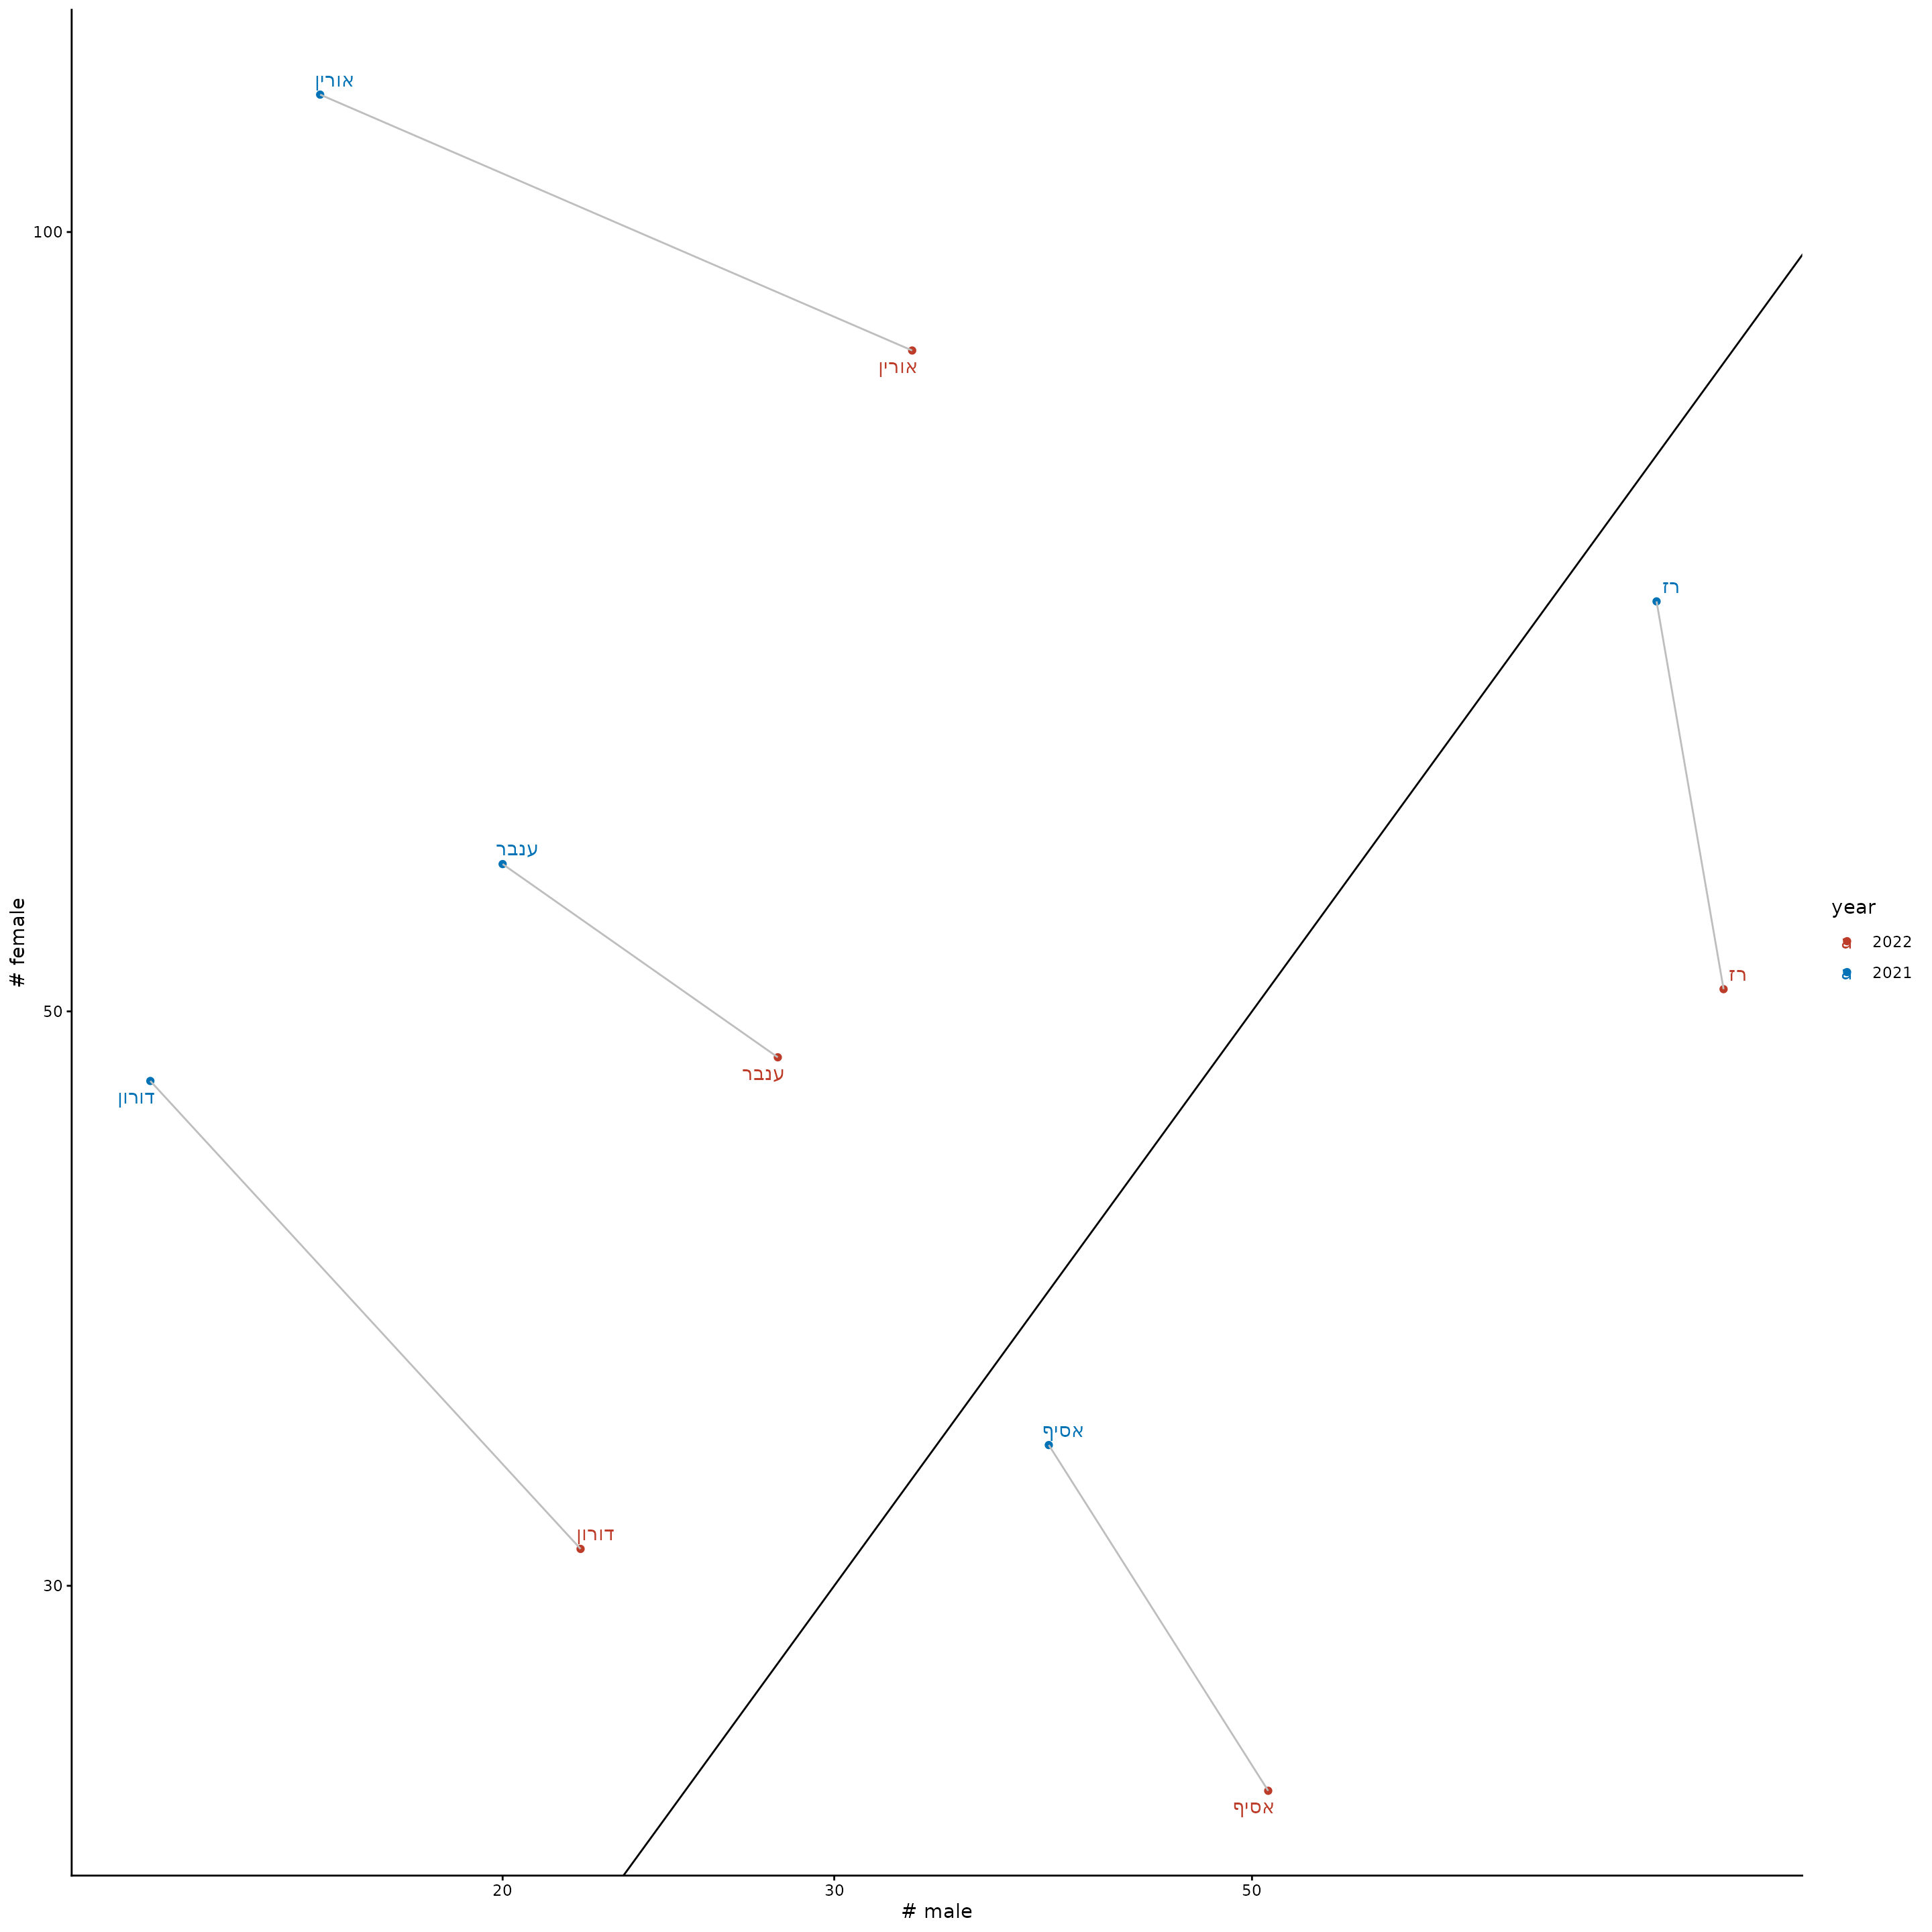 אורין
100
אורין
רז
ענבר
year
2022
2021
# female
רז
50
ענבר
דורון
אסיף
דורון
30
אסיף
20
30
50
# male